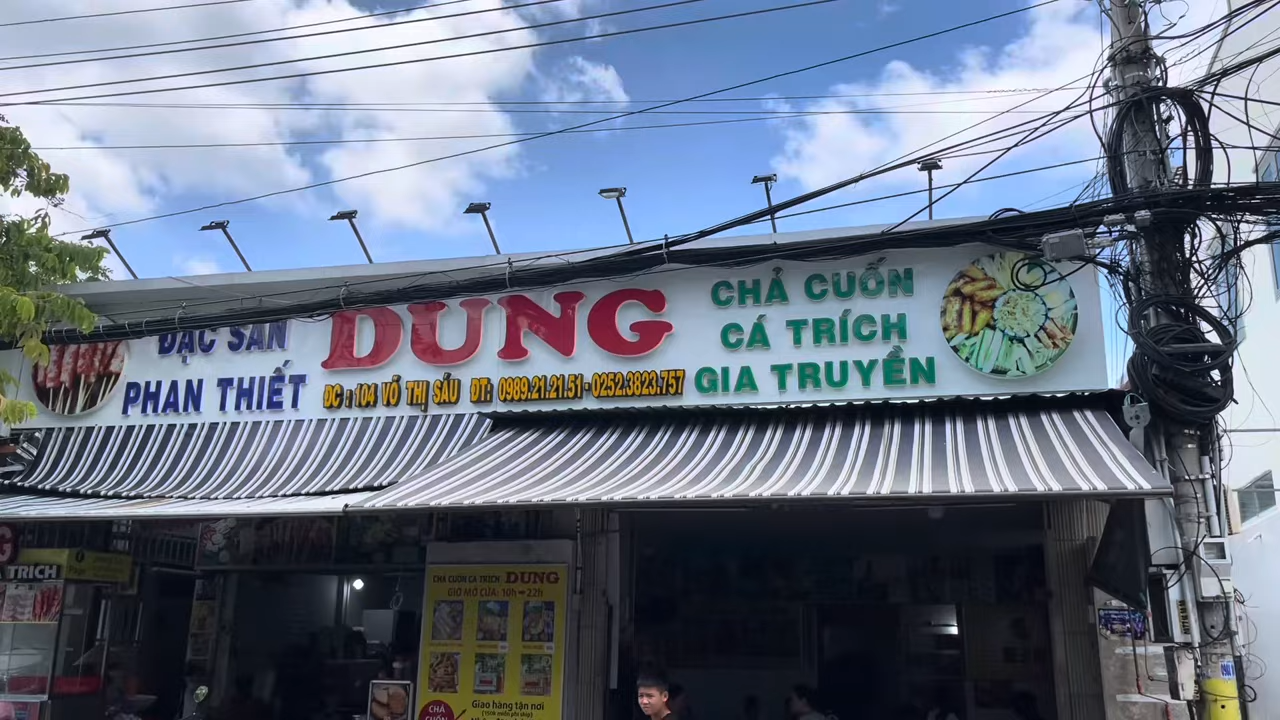 ĐẶC SẢN
PHAN THIẾT
DUNG
ĐC : 104 VÕ THỊ SÁU ĐT: 0989.21.21.51 - 0252.3823.757
CHẢ CUỐN
CÁ TRÍCH
GIA TRUYỀN
TRÍCH
CHẢ CUỐN CÁ TRÍCH DUNG
GIỜ MỞ CỬA: 10h - 22h
Giao hàng tận nơi
CHẢ
CUỐN